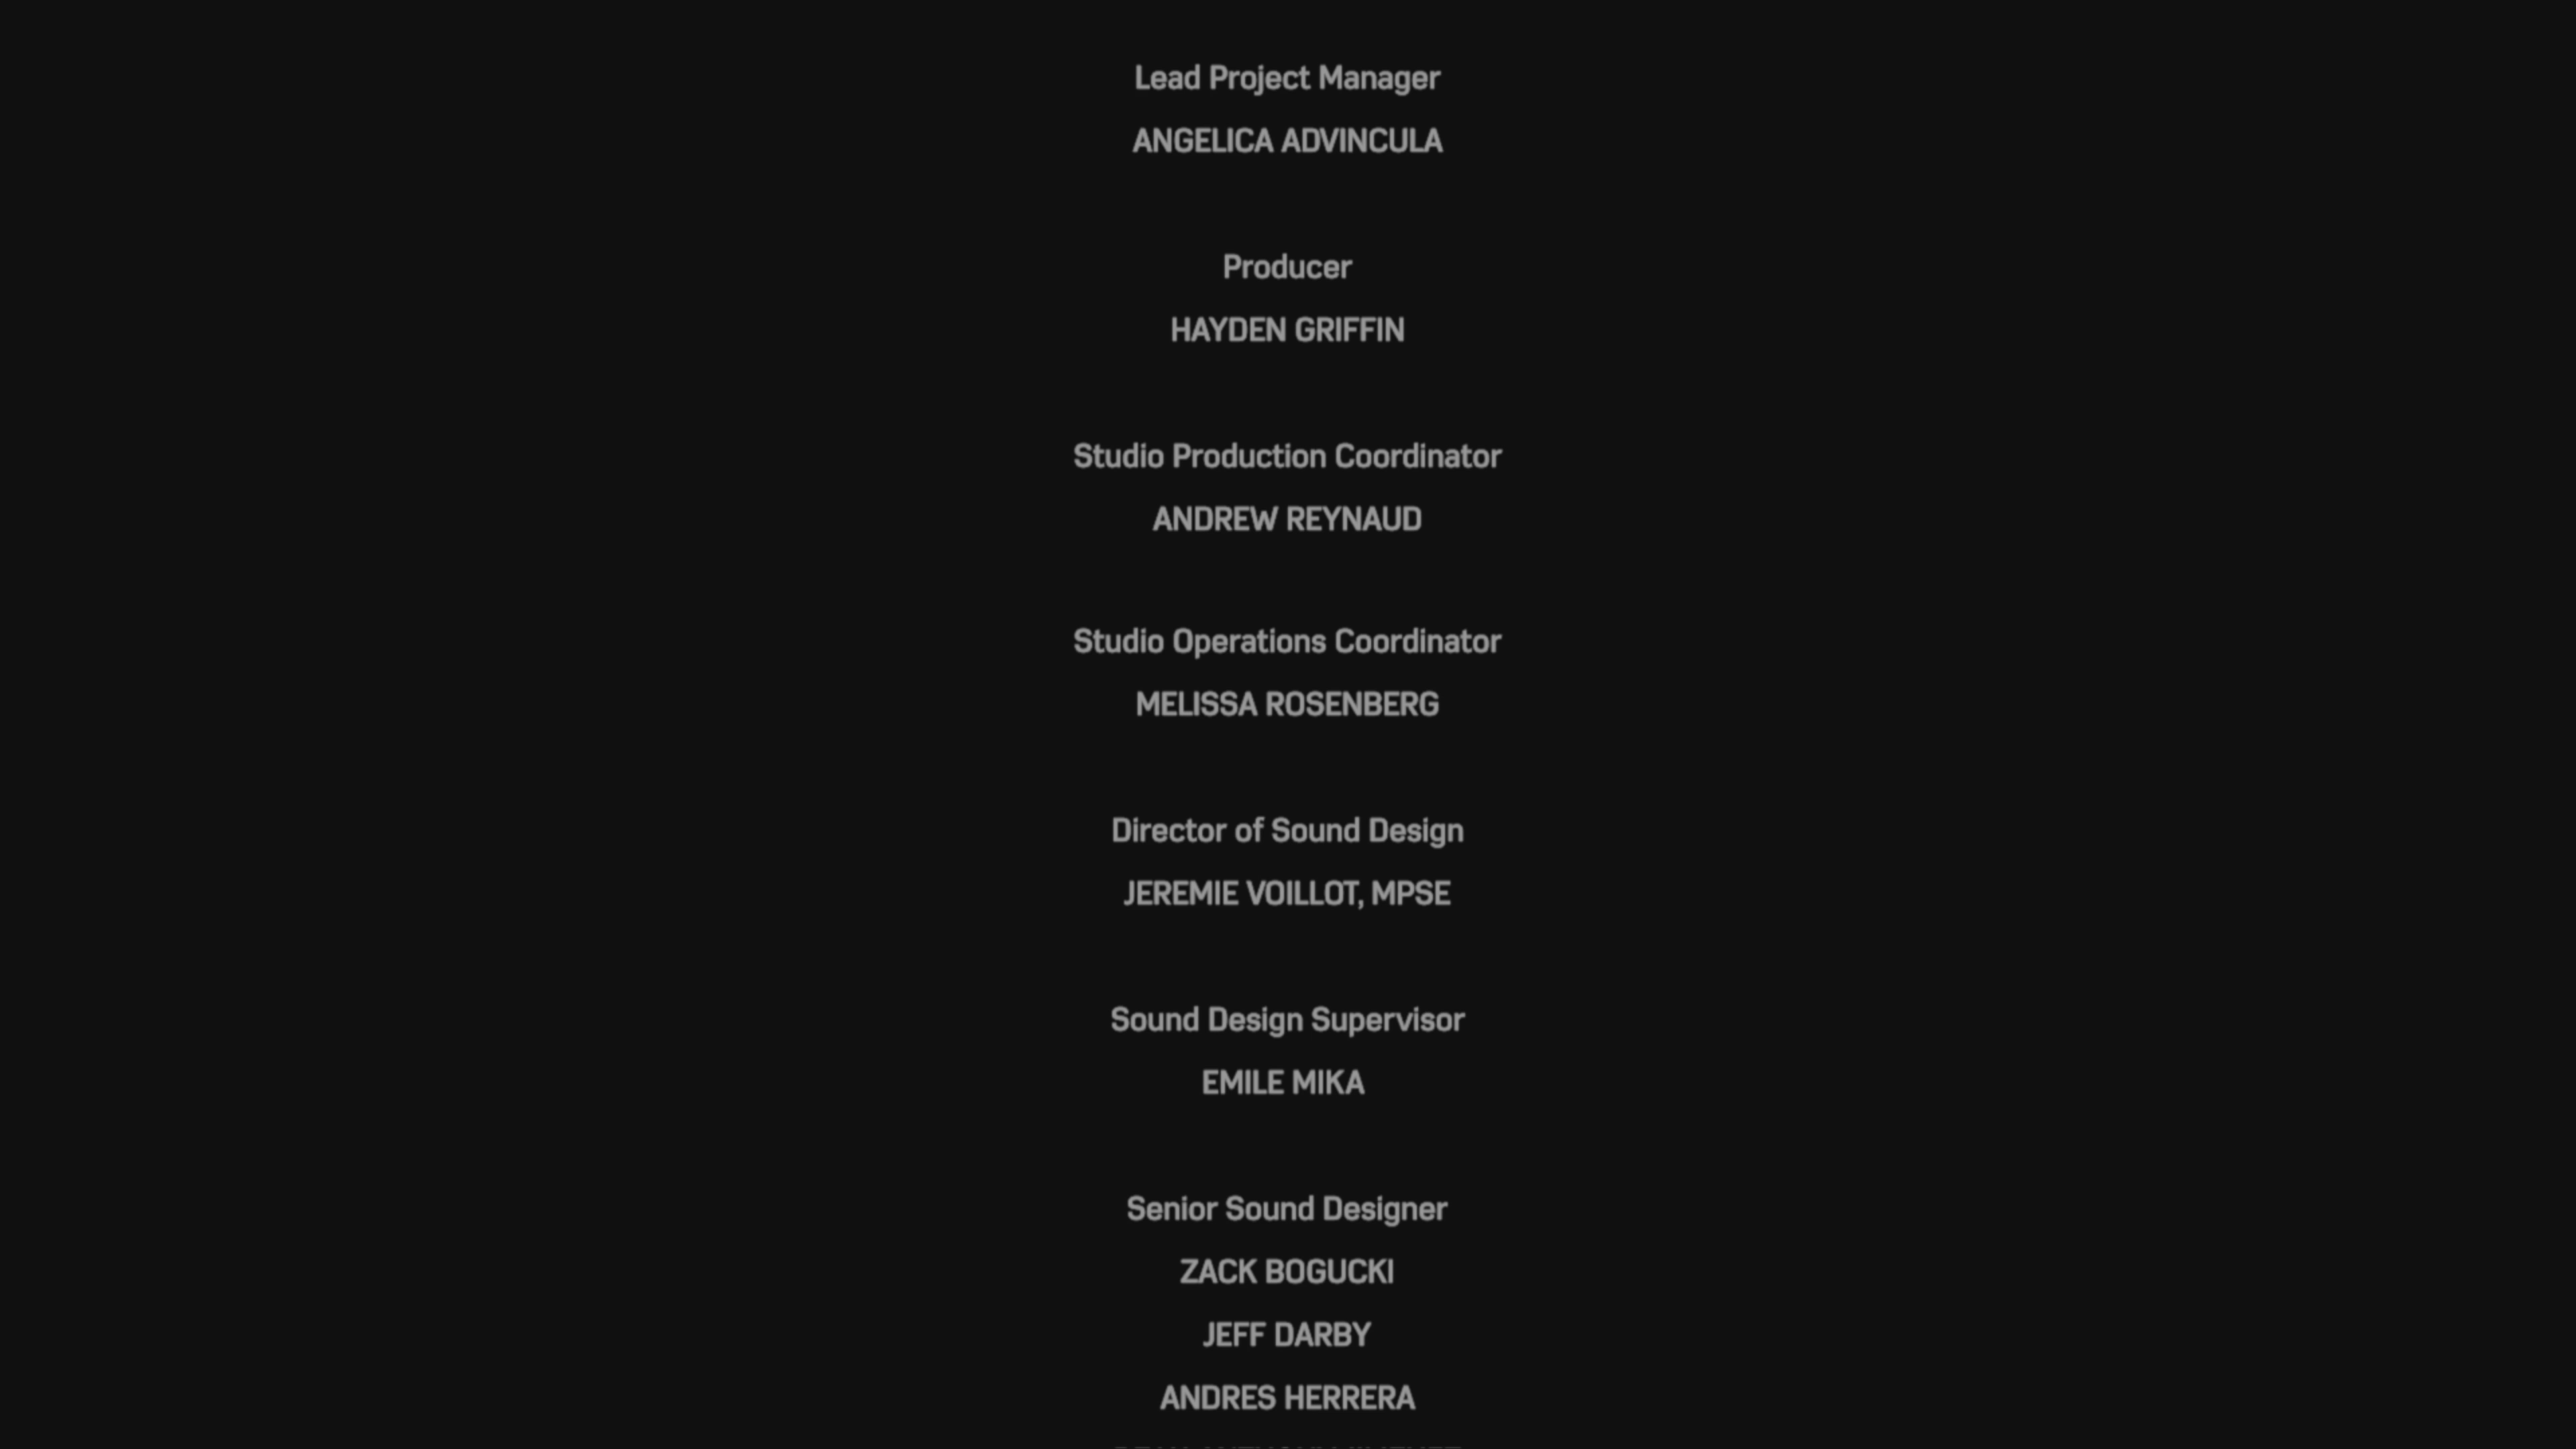 Lead Project Manager
ANGELICA ADVINCULA
Producer
HAYDEN GRIFFIN
Studio Production Coordinator
ANDREW REYNAUD
Studio Operations Coordinator
MELISSA ROSENBERG
Director of Sound Design
JEREMIE VOILLOT, MPSE
Sound Design Supervisor
EMILE MIKA
Senior Sound Designer
ZACK BOGUCKI
JEFF DARBY
ANDRES HERRERA